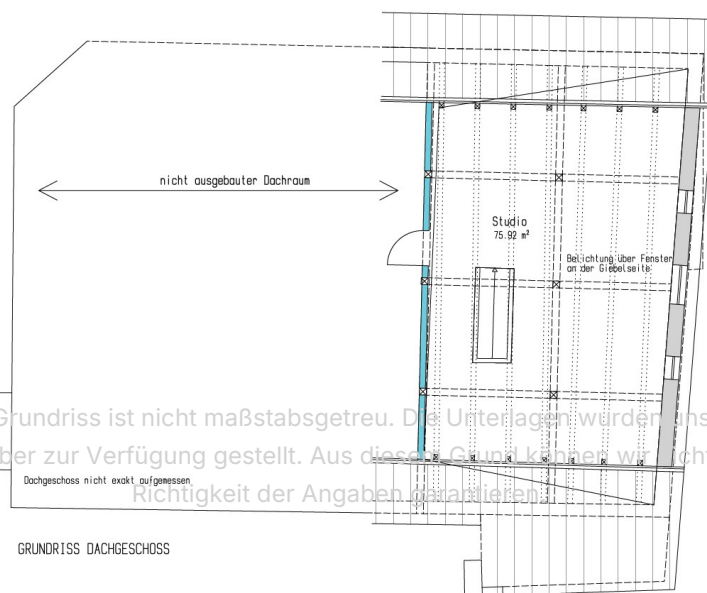 nicht ausgebauter Dachraum
Studio
75.92 m²
Belichtung über Fenster
an der Giebelseite
Grundriss ist nicht maßstabsgetreu. Die Unterlagen wurden uns
ber zur Verfügung gestellt. Aus diesem Grund können wir nicht
Dachgeschoss nicht exakt aufgemessen
Richtigkeit der Angaben garantieren.
GRUNDRISS DACHGESCHOSS